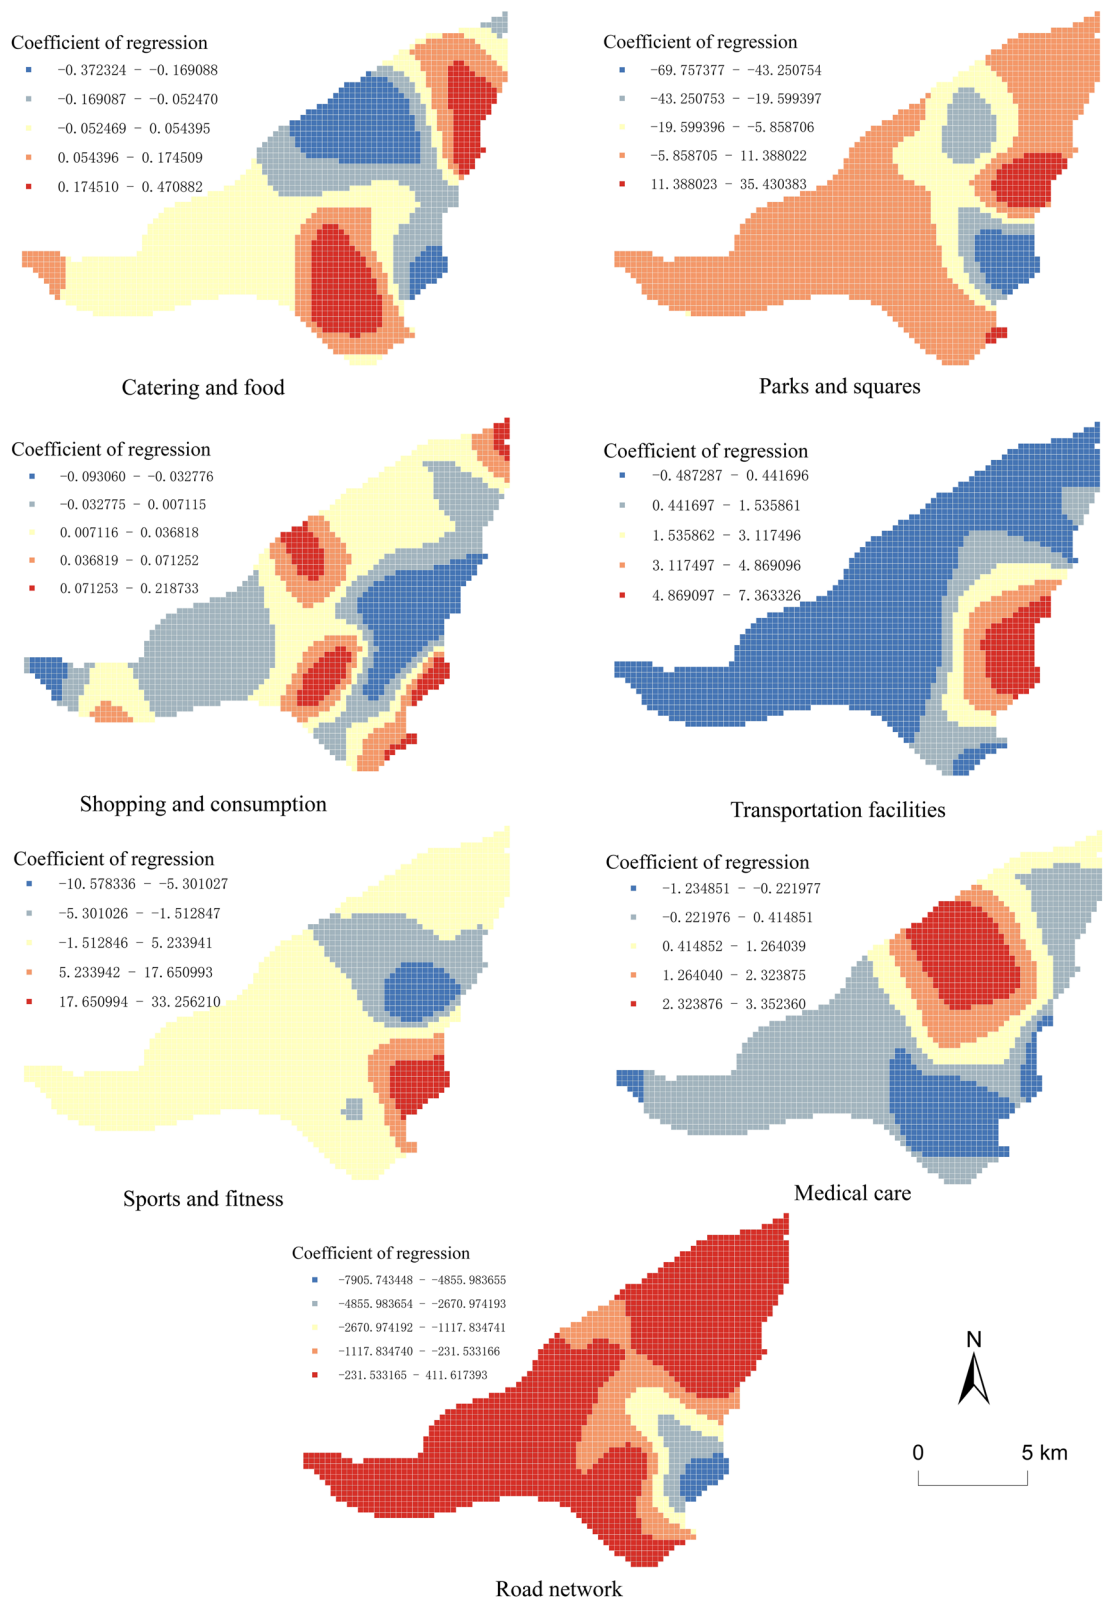 Coefficient of regression
-0.372324 - -0.169088
-0.169087 - -0.052470
-0.052469 - 0.054395
0.054396 - 0.174509
0.174510 - 0.470882
Catering and food
Coefficient of regression
-69.757377 - -43.250754
-43.250753 - -19.599397
-19.599396 - -5.858706
-5.858705 - 11.388022
11.388023 - 35.430383
Parks and squares
Coefficient of regression
-0.093060 - -0.032776
-0.032775 - 0.007115
0.007116 - 0.036818
0.036819 - 0.071252
0.071253 - 0.218733
Shopping and consumption
Coefficient of regression
-0.487287 - 0.441696
0.441697 - 1.535861
1.535862 - 3.117496
3.117497 - 4.869096
4.869097 - 7.363326
Transportation facilities
Coefficient of regression
-10.578336 - -5.301027
-5.301026 - -1.512847
-1.512846 - 5.233941
5.233942 - 17.650993
17.650994 - 33.256210
Sports and fitness
Coefficient of regression
-1.234851 - -0.221977
-0.221976 - 0.414851
0.414852 - 1.264039
1.264040 - 2.323875
2.323876 - 3.352360
Medical care
Coefficient of regression
-7905.743448 - -4855.983655
-4855.983654 - -2670.974193
-2670.974192 - -1117.834741
-1117.834740 - -231.533166
-231.533165 - 411.617393
Road network
N
0 5 km